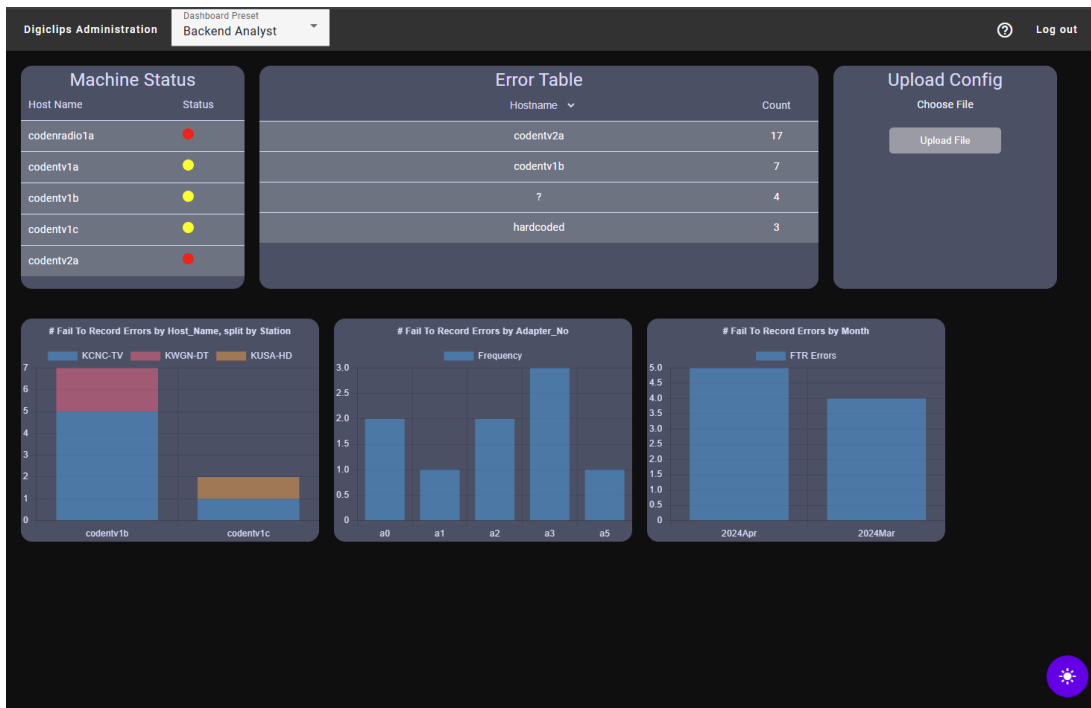 Digiclips Administration
Dashboard Preset
Backend Analyst
Log out
Machine Status
Host Name Status
codenradio1a
codentv1a
codentv1b
codentv1c
codentv2a
Error Table
Hostname Count
codentv2a 17
codentv1b 7
? 4
hardcoded 3
Upload Config
Choose File
Upload File
# Fail To Record Errors by Host_Name, split by Station
KCNC-TV KWGN-DT KUSA-HD
7
6
5
4
3
2
1
0
codentv1b codentv1c
# Fail To Record Errors by Adapter_No
Frequency
3.0
2.5
2.0
1.5
1.0
0.5
0
a0 a1 a2 a3 a5
# Fail To Record Errors by Month
FTR Errors
5.0
4.5
4.0
3.5
3.0
2.5
2.0
1.5
1.0
0.5
0
2024Apr 2024Mar